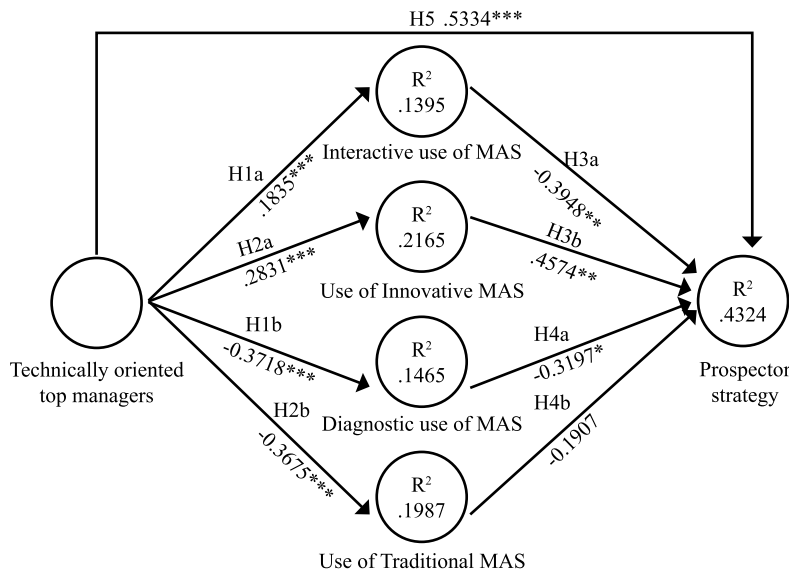 H5 .5334***
R²
.1395
Interactive use of MAS
H1a
.1835***
H3a
-0.3948**
R²
.2165
Use of Innovative MAS
H2a
.2831***
H3b
.4574**
Technically oriented
top managers
R²
.4324
Prospector
strategy
H1b
-0.3718***
R²
.1465
Diagnostic use of MAS
H4a
-0.3197*
H2b
-0.3675***
H4b
-0.1907
R²
.1987
Use of Traditional MAS